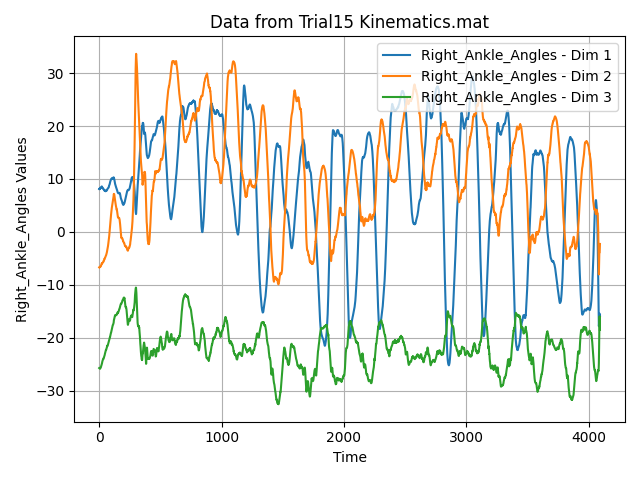 Data from Trial15 Kinematics.mat
Right_Ankle_Angles - Dim 1
Right_Ankle_Angles - Dim 2
Right_Ankle_Angles - Dim 3
Right_Ankle_Angles Values
30
20
10
0
−10
−20
−30
0 1000 2000 3000 4000
Time